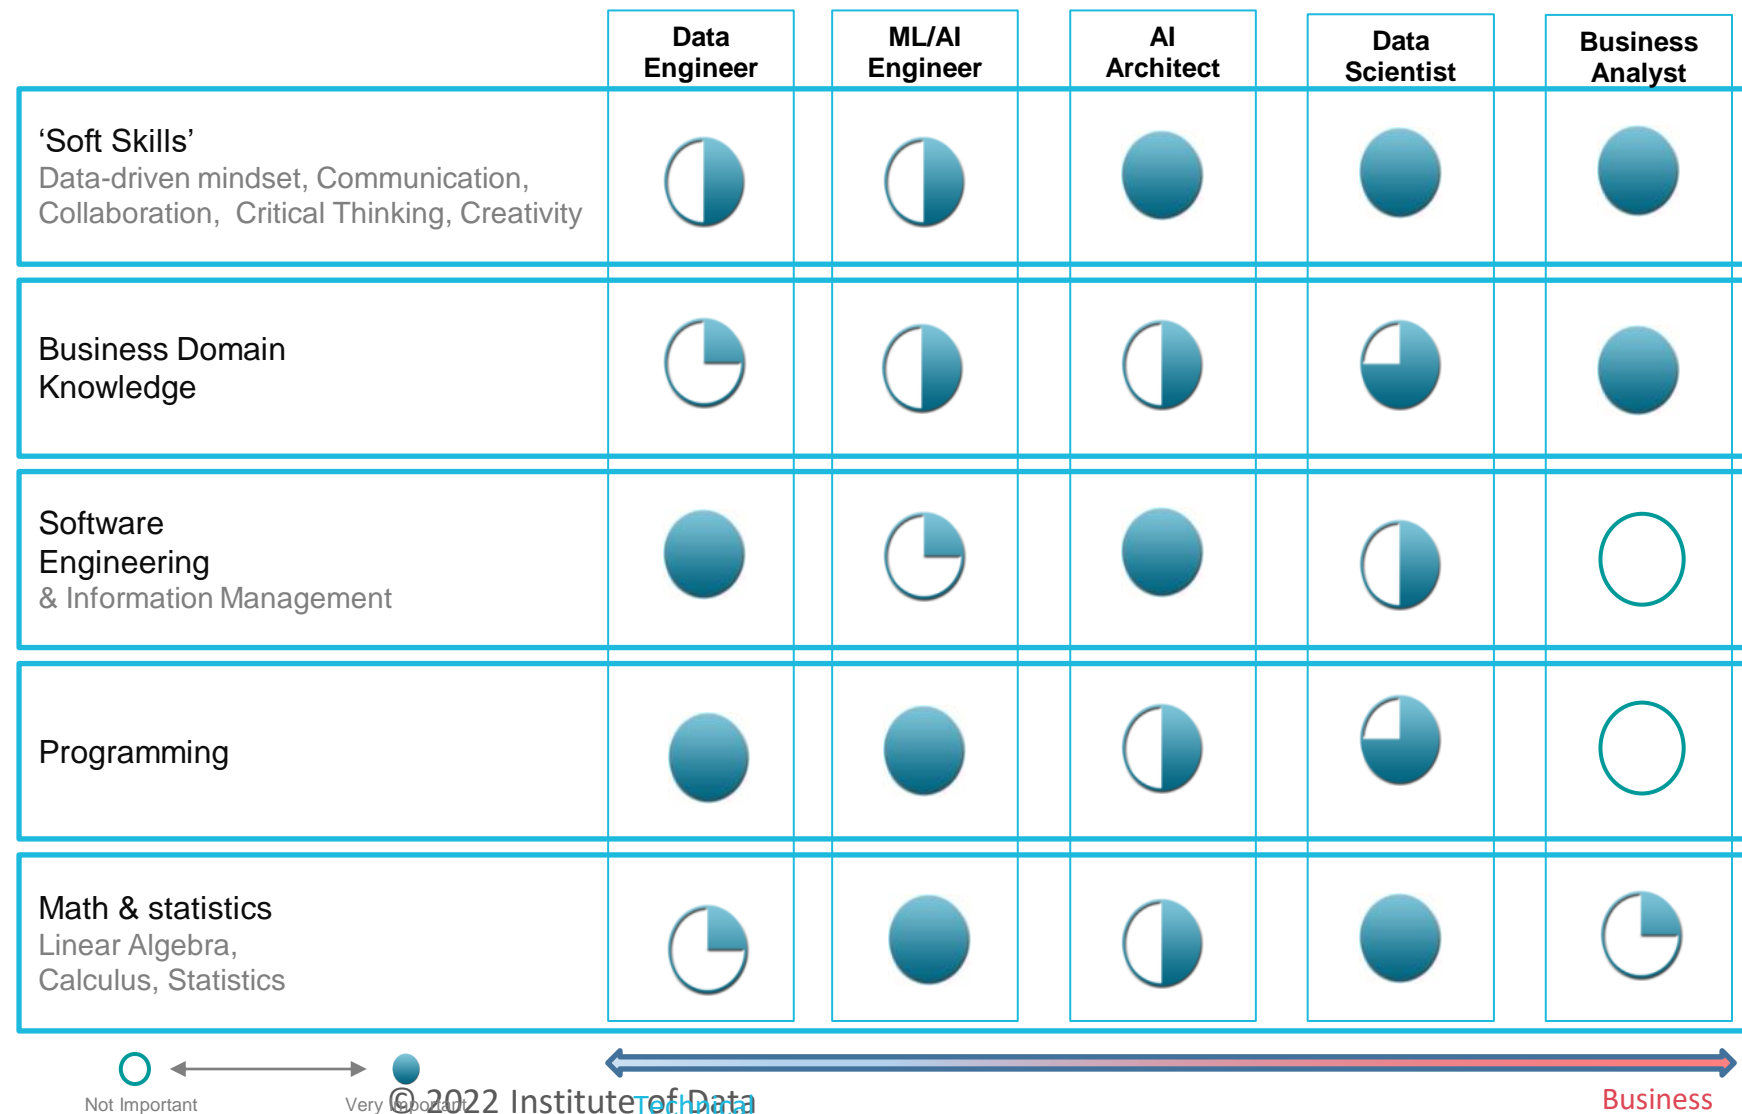 Data
Engineer
ML/AI
Engineer
AI
Architect
Data
Scientist
Business
Analyst
‘Soft Skills’
Data-driven mindset, Communication,
Collaboration, Critical Thinking, Creativity
Business Domain
Knowledge
Software
Engineering
& Information Management
Programming
Math & statistics
Linear Algebra,
Calculus, Statistics
Not Important
Very Important
© 2022 Institute of Data
Technical
Business